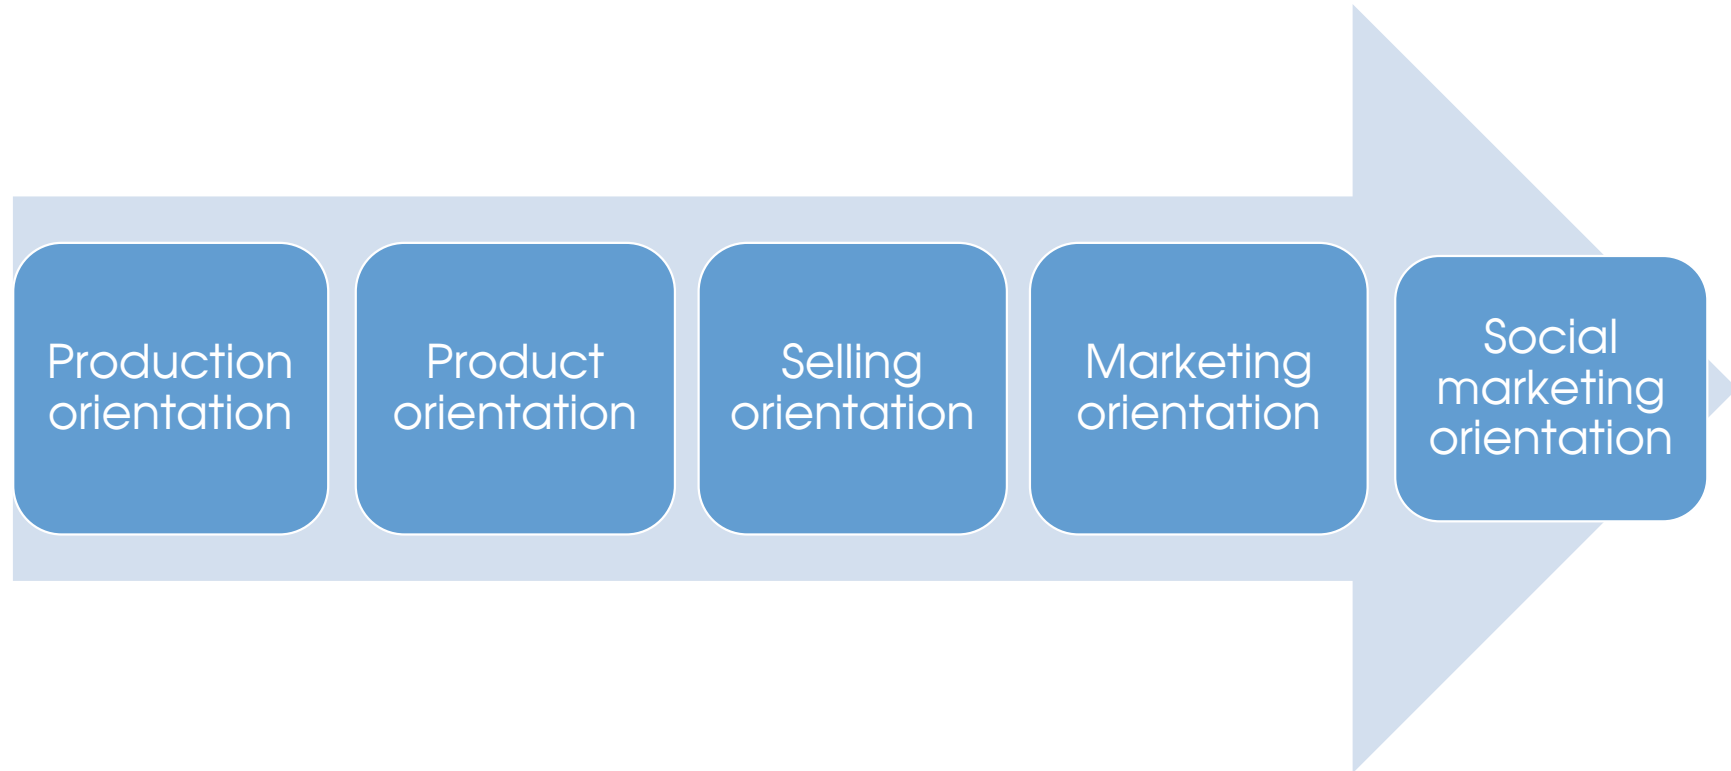 Production
orientation
Product
orientation
Selling
orientation
Marketing
orientation
Social
marketing
orientation